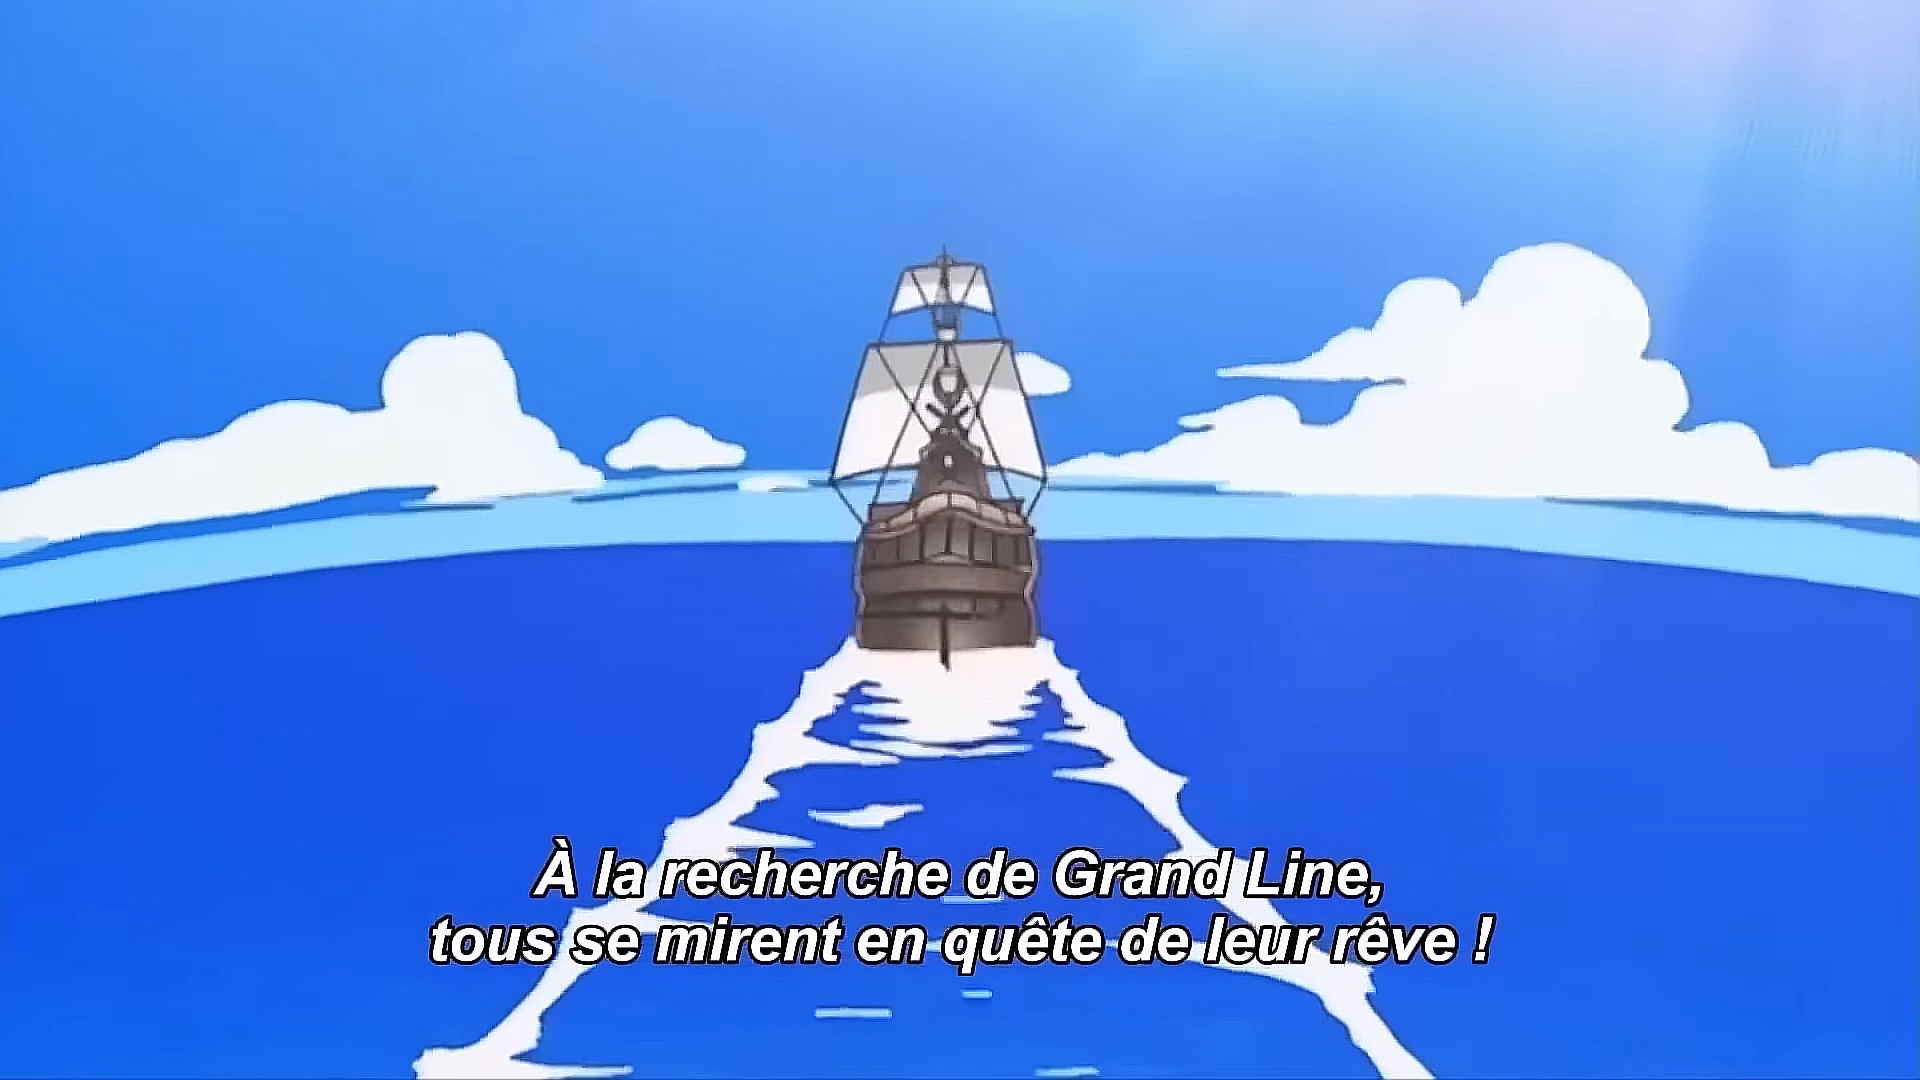 À la recherche de Grand Line,
tous se mirent en quête de leur rêve !